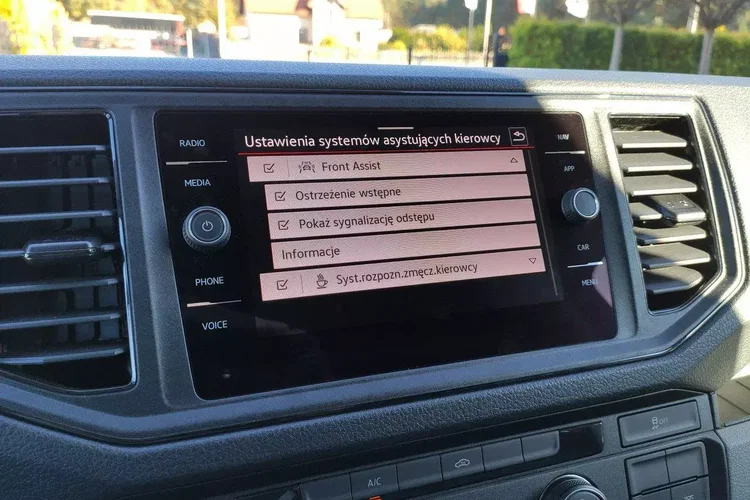 RADIO
MEDIA
PHONE
VOICE
Ustawienia systemów asystujących kierowcy
Front Assist
Ostrzeżenie wstępne
Pokaż sygnalizację odstępu
Informacje
Syst.rozpozn.zmęcz.kierowcy
NAV
APP
CAR
MENU
A/C
OFF